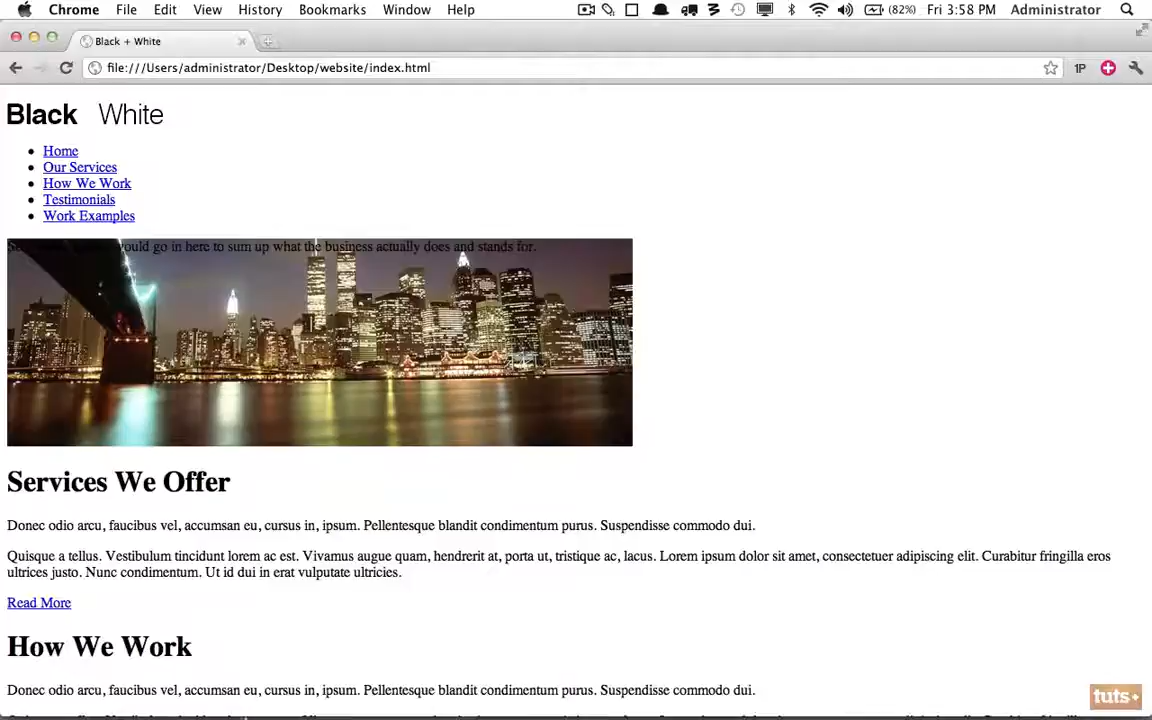 Chrome File Edit View History Bookmarks Window Help (82%) Fri 3:58 PM Administrator
Black + White
file:///Users/administrator/Desktop/website/index.html 1P
Black White
Home
Our Services
How We Work
Testimonials
Work Examples
would go in here to sum up what the business actually does and stands for.
Services We Offer
Donec odio arcu, faucibus vel, accumsan eu, cursus in, ipsum. Pellentesque blandit condimentum purus. Suspendisse commodo dui.
Quisque a tellus. Vestibulum tincidunt lorem ac est. Vivamus augue quam, hendrerit at, porta ut, tristique ac, lacus. Lorem ipsum dolor sit amet, consectetuer adipiscing elit. Curabitur fringilla eros
ultrices justo. Nunc condimentum. Ut id dui in erat vulputate ultricies.
Read More
How We Work
Donec odio arcu, faucibus vel, accumsan eu, cursus in, ipsum. Pellentesque blandit condimentum purus. Suspendisse commodo dui.
tuts+